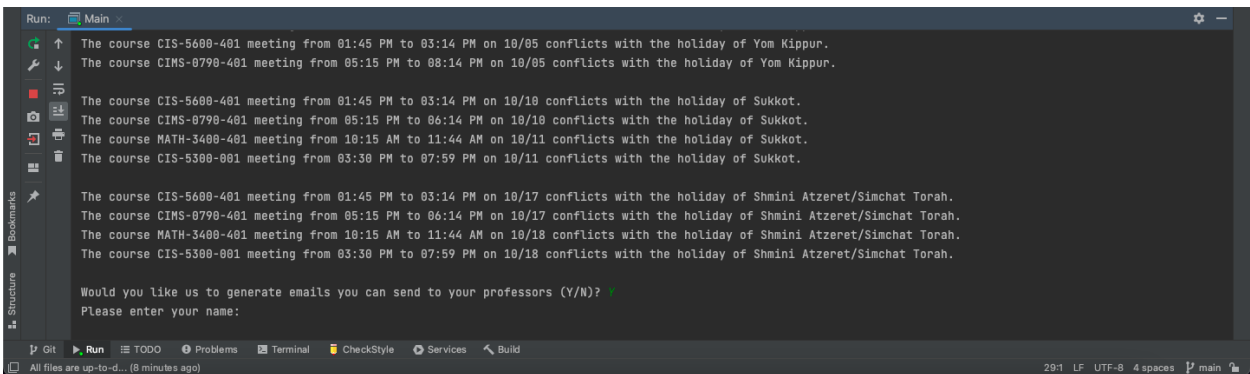 Run: Main
The course CIS-5600-401 meeting from 01:45 PM to 03:14 PM on 10/05 conflicts with the holiday of Yom Kippur.
The course CIMS-0790-401 meeting from 05:15 PM to 08:14 PM on 10/05 conflicts with the holiday of Yom Kippur.
The course CIS-5600-401 meeting from 01:45 PM to 03:14 PM on 10/10 conflicts with the holiday of Sukkot.
The course CIMS-0790-401 meeting from 05:15 PM to 06:14 PM on 10/10 conflicts with the holiday of Sukkot.
The course MATH-3400-401 meeting from 10:15 AM to 11:44 AM on 10/11 conflicts with the holiday of Sukkot.
The course CIS-5300-001 meeting from 03:30 PM to 07:59 PM on 10/11 conflicts with the holiday of Sukkot.
The course CIS-5600-401 meeting from 01:45 PM to 03:14 PM on 10/17 conflicts with the holiday of Shmini Atzeret/Simchat Torah.
The course CIMS-0790-401 meeting from 05:15 PM to 06:14 PM on 10/17 conflicts with the holiday of Shmini Atzeret/Simchat Torah.
The course MATH-3400-401 meeting from 10:15 AM to 11:44 AM on 10/18 conflicts with the holiday of Shmini Atzeret/Simchat Torah.
The course CIS-5300-001 meeting from 03:30 PM to 07:59 PM on 10/18 conflicts with the holiday of Shmini Atzeret/Simchat Torah.
Would you like us to generate emails you can send to your professors (Y/N)? Y
Please enter your name:
Bookmarks
Structure
Git Run TODO Problems Terminal CheckStyle Services Build
All files are up-to-d... (8 minutes ago) 29:1 LF UTF-8 4 spaces main